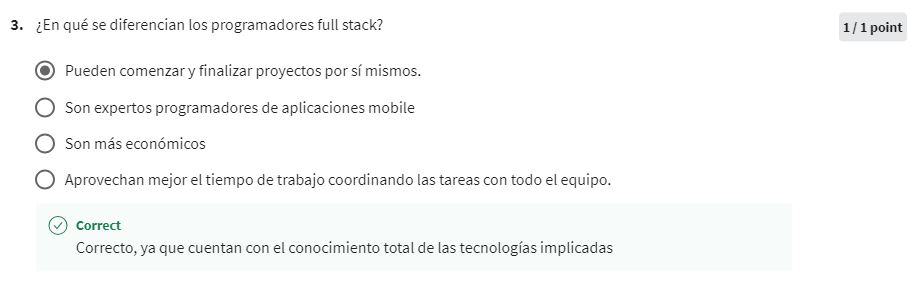 3. ¿En qué se diferencian los programadores full stack?
1 / 1 point
Pueden comenzar y finalizar proyectos por sí mismos.
Son expertos programadores de aplicaciones mobile
Son más económicos
Aprovechan mejor el tiempo de trabajo coordinando las tareas con todo el equipo.
Correct
Correcto, ya que cuentan con el conocimiento total de las tecnologías implicadas